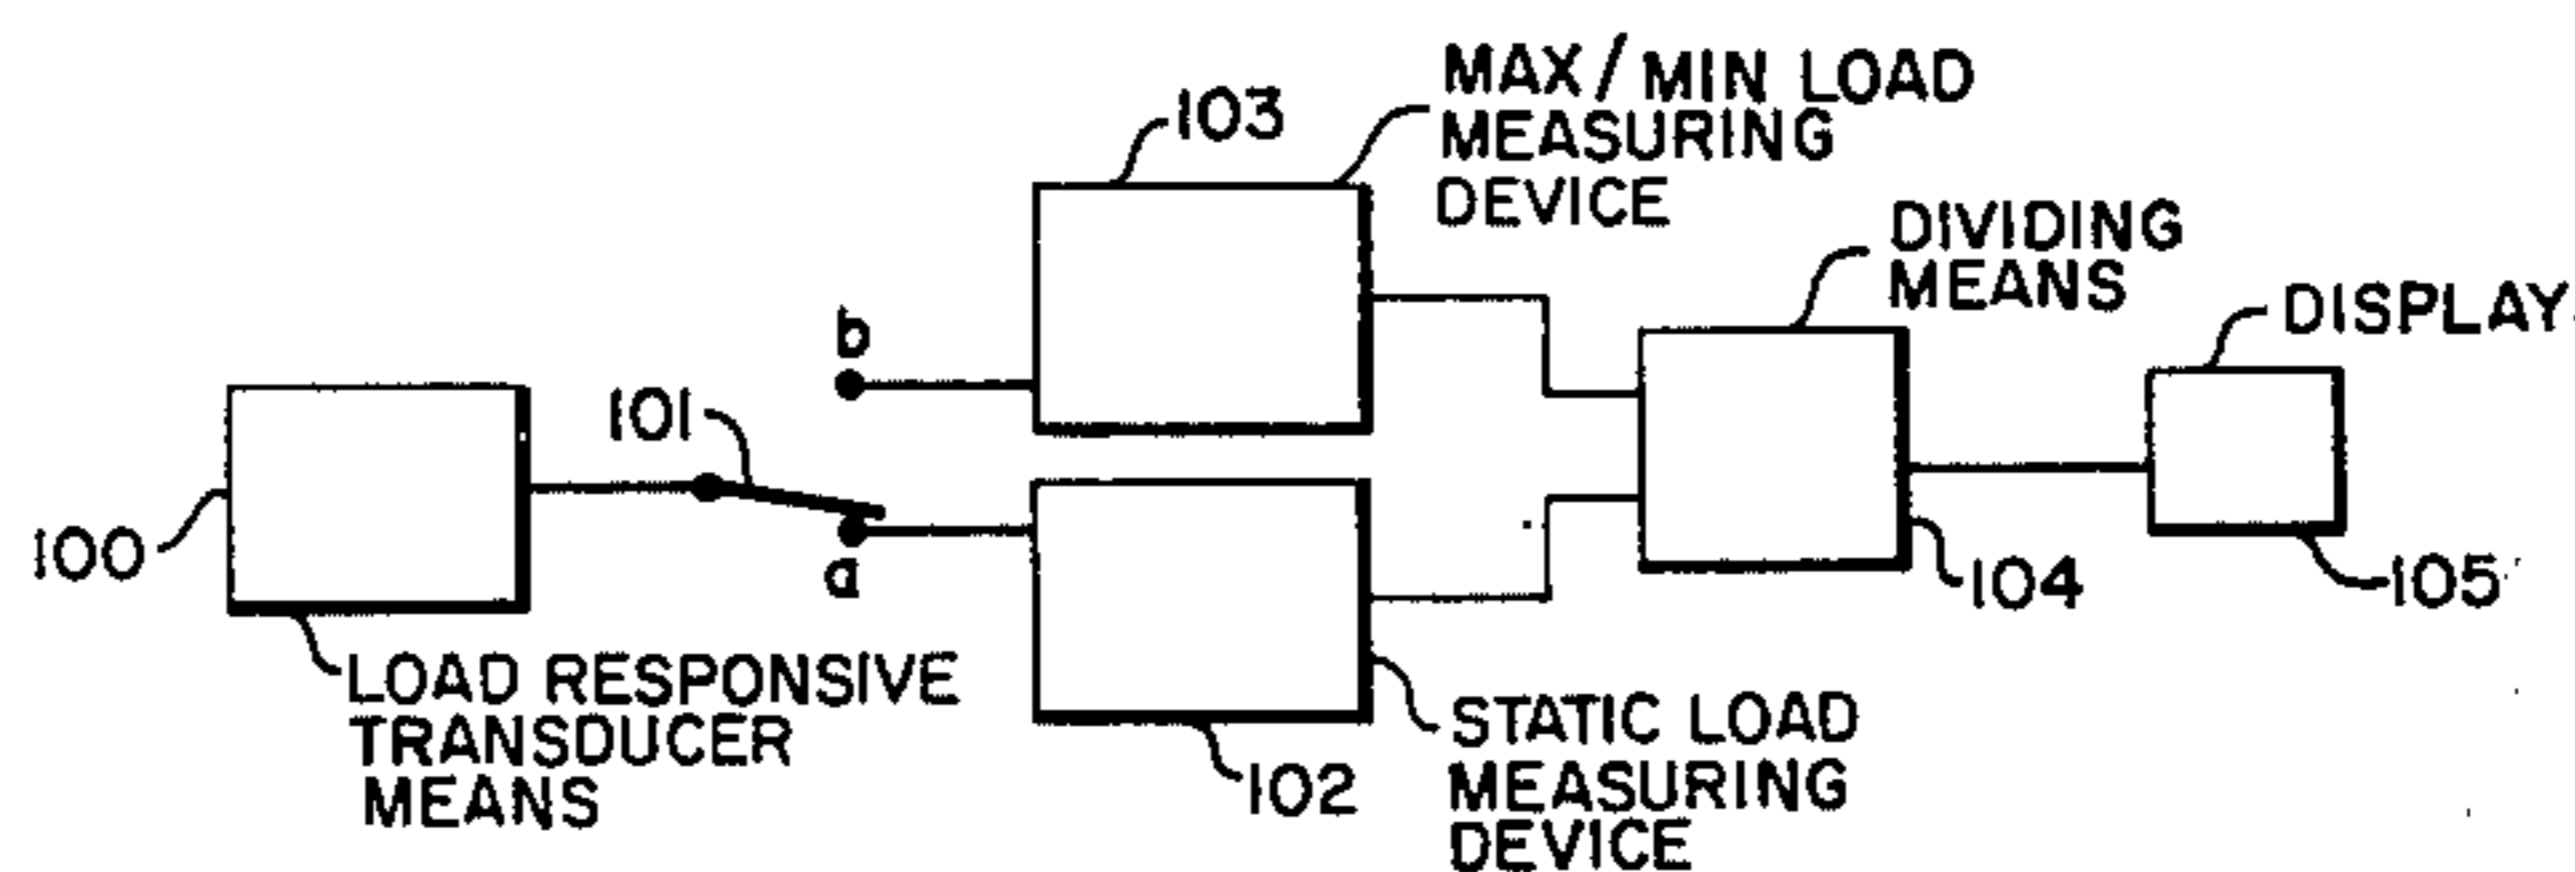 MAX/MIN LOAD
MEASURING
DEVICE
103
DIVIDING
MEANS
DISPLAY
b
101
100
a
104
105
LOAD RESPONSIVE
TRANSDUCER
MEANS
102
STATIC LOAD
MEASURING
DEVICE